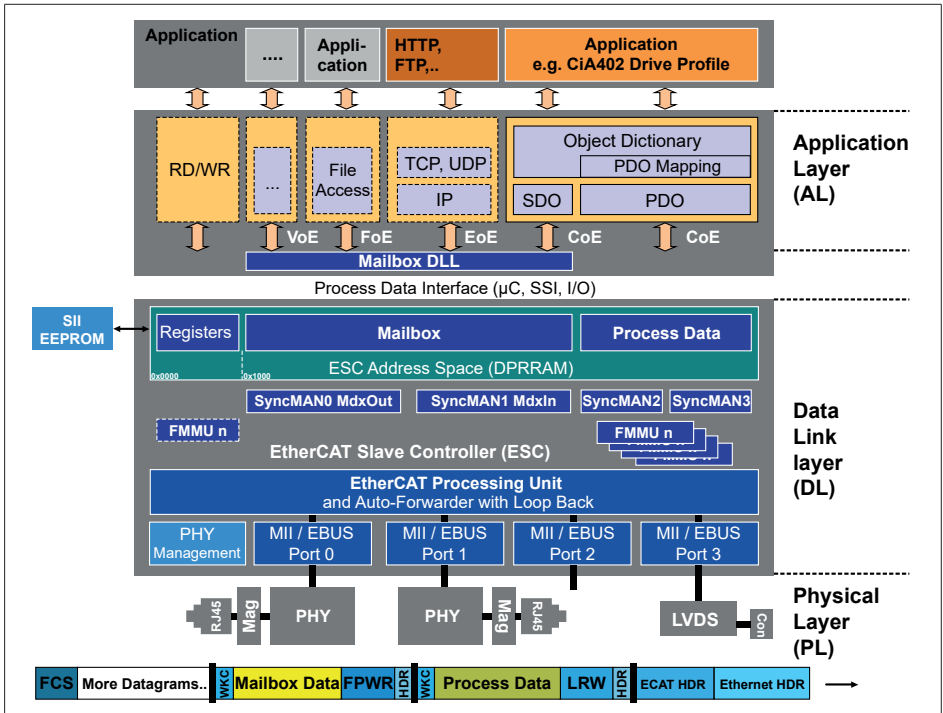 Application
....
Appli-
cation
HTTP,
FTP,..
Application
e.g. CiA402 Drive Profile
RD/WR
...
File
Access
TCP, UDP
IP
Object Dictionary
PDO Mapping
SDO
PDO
Application
Layer
(AL)
VoE
FoE
EoE
CoE
CoE
Mailbox DLL
Process Data Interface (µC, SSI, I/O)
SII
EEPROM
Registers
Mailbox
Process Data
0x0000
0x1000
ESC Address Space (DPRRAM)
SyncMAN0 MdxOut
SyncMAN1 MdxIn
SyncMAN2
SyncMAN3
FMMU n
FMMU n
FMMU n
FMMU n
FMMU n
EtherCAT Slave Controller (ESC)
Data
Link
layer
(DL)
EtherCAT Processing Unit
and Auto-Forwarder with Loop Back
PHY
Management
MII / EBUS
Port 0
MII / EBUS
Port 1
MII / EBUS
Port 2
MII / EBUS
Port 3
RJ45
Mag
PHY
PHY
Mag
RJ45
LVDS
Con
Physical
Layer
(PL)
FCS
More Datagrams..
WKC
Mailbox Data
FPWR
HDR
WKC
Process Data
LRW
HDR
ECAT HDR
Ethernet HDR